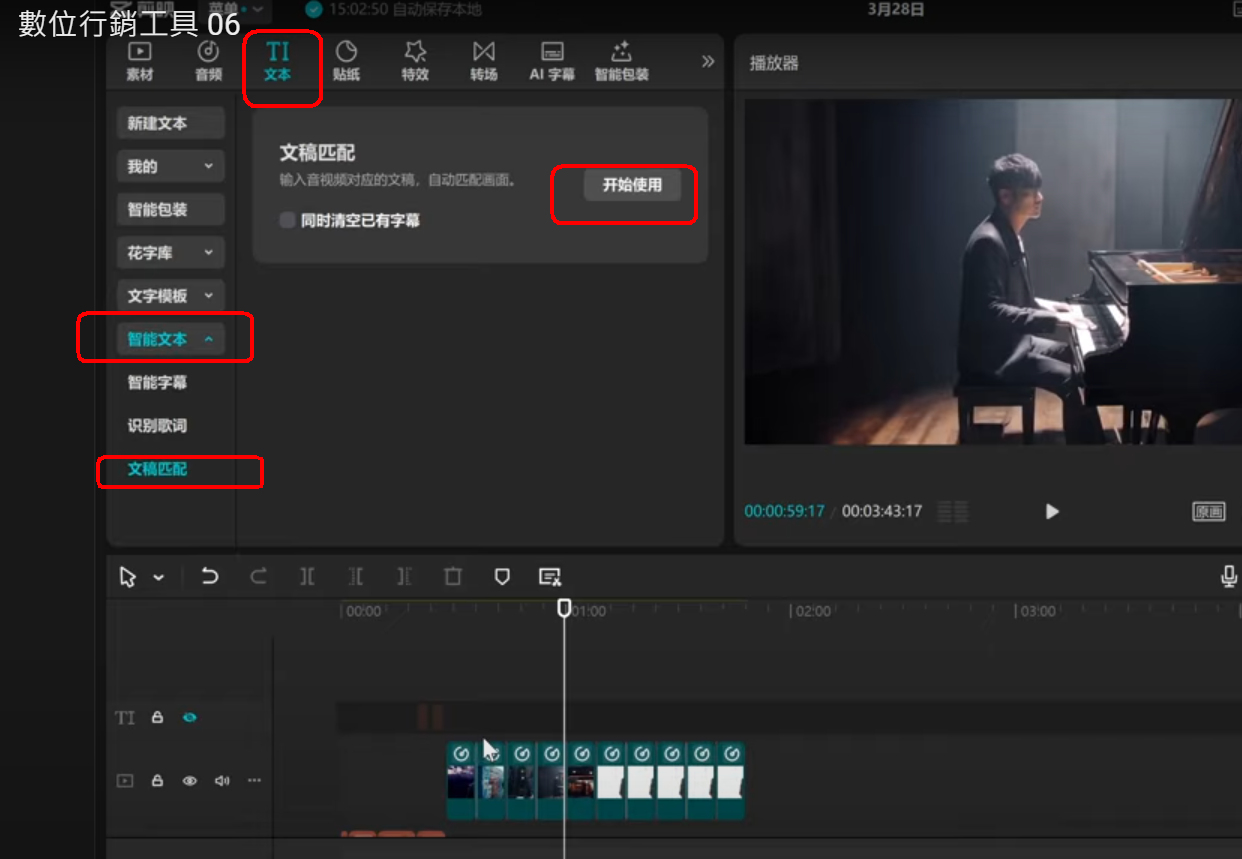 數位行銷工具 06
剪映
菜单
15:02:50 自动保存本地
3月28日
TI
素材
音频
文本
贴纸
特效
转场
AI 字幕
智能包装
播放器
新建文本
我的
智能包装
花字库
文字模板
智能文本
智能字幕
识别歌词
文稿匹配
文稿匹配
输入音视频对应的文稿，自动匹配画面。
开始使用
同时清空已有字幕
00:00:59:17 / 00:03:43:17
原画
00:00
01:00
02:00
03:00
TI